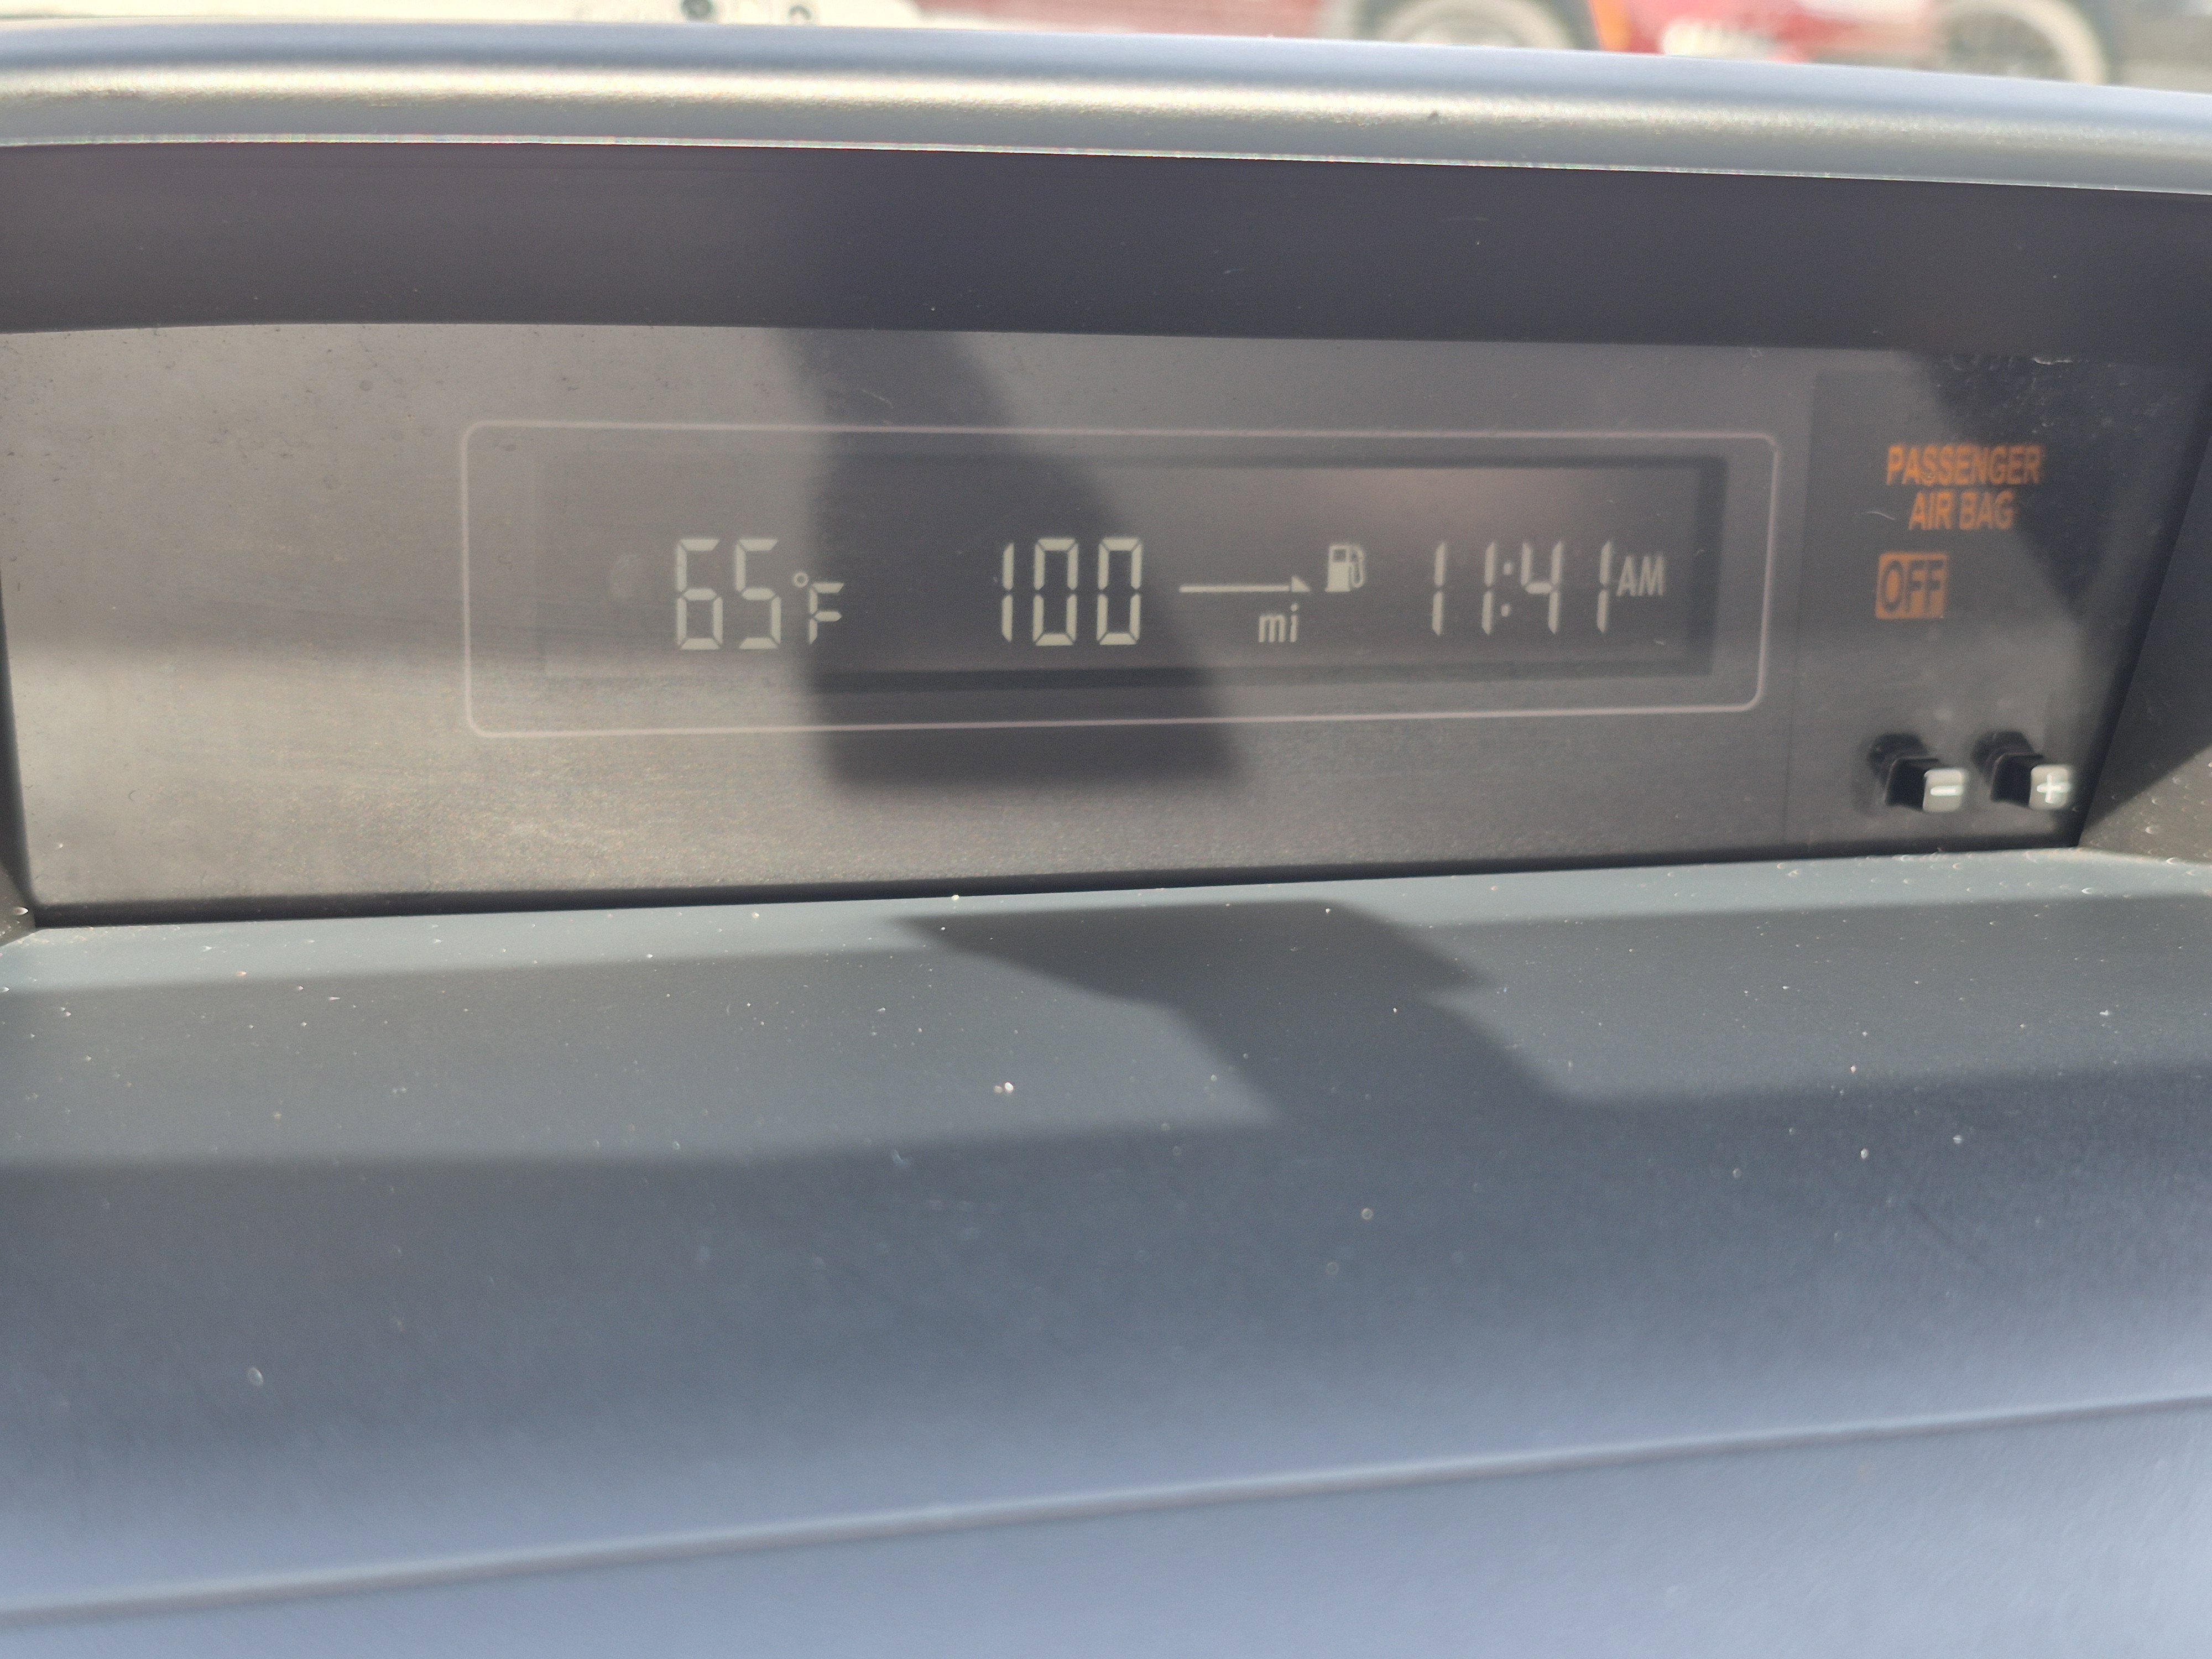 65°F 100 mi 11:41 AM
PASSENGER
AIR BAG
OFF
- +